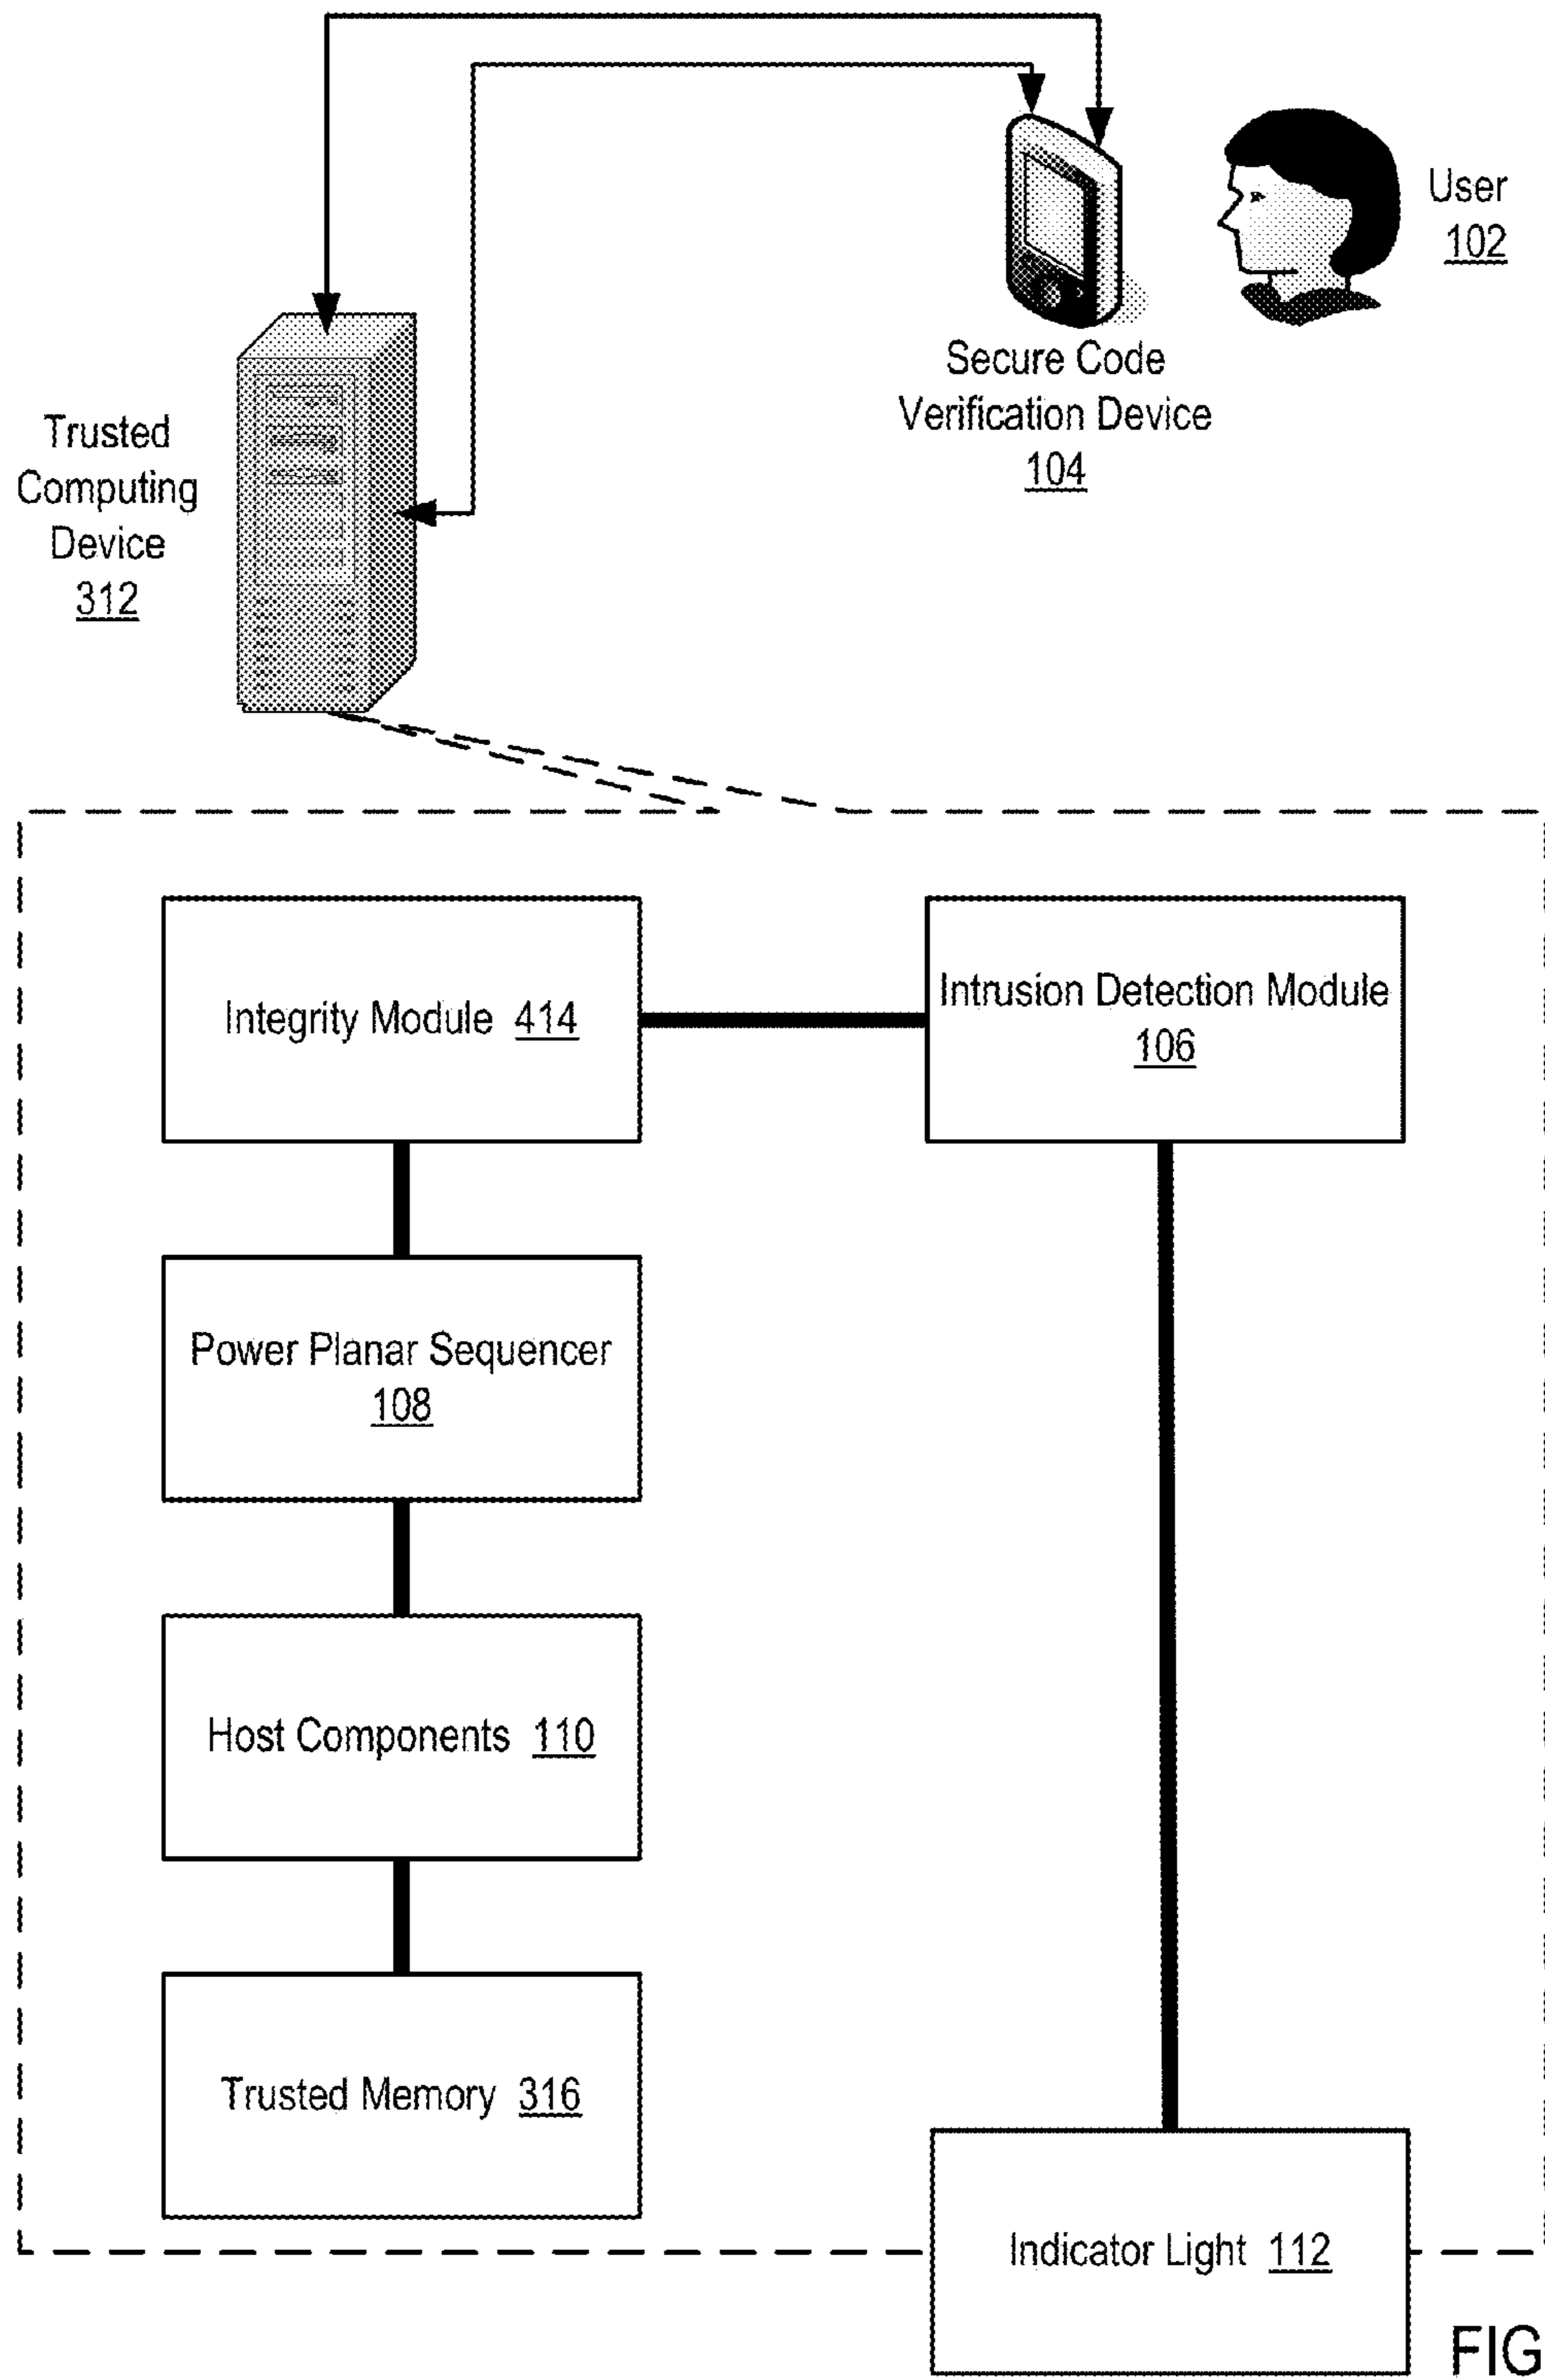 User
102
Secure Code
Verification Device
104
Trusted
Computing
Device
312
Integrity Module 414
Intrusion Detection Module
106
Power Planar Sequencer
108
Host Components 110
Trusted Memory 316
Indicator Light 112
FIG